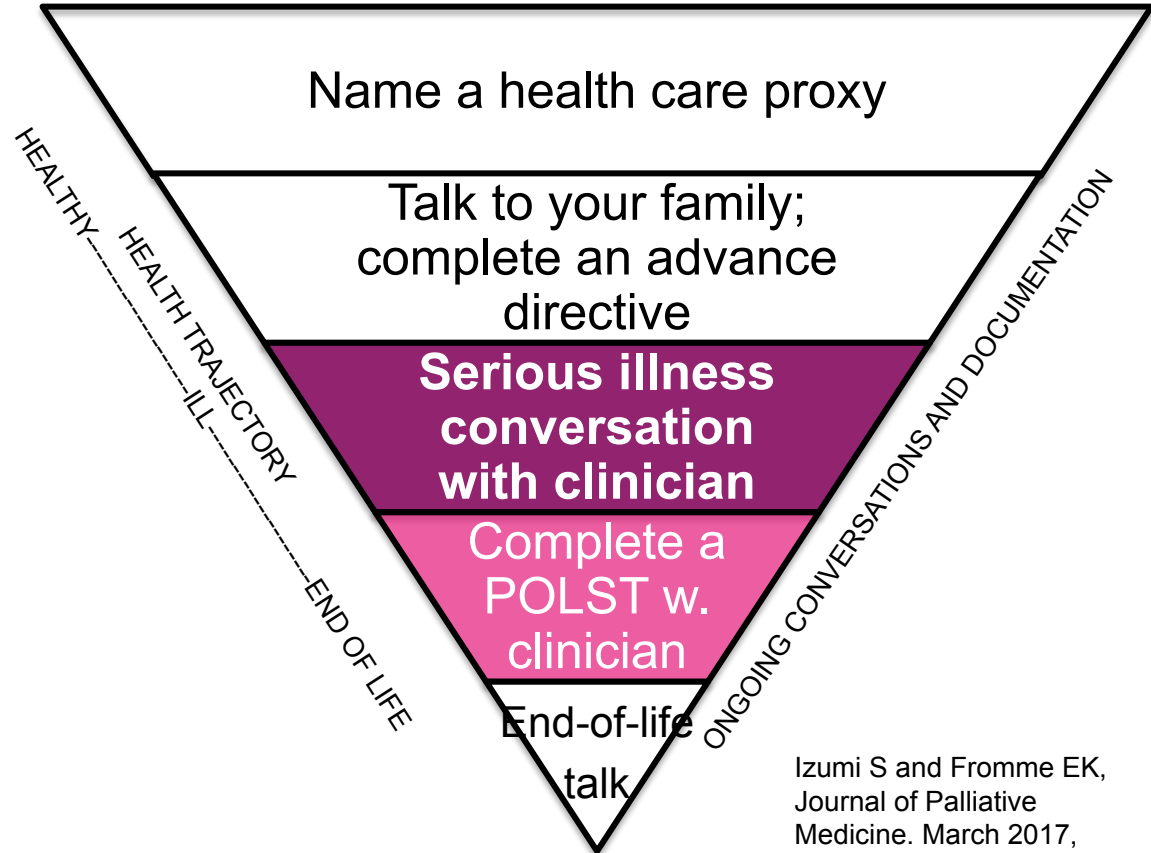 Name a health care proxy
Talk to your family;
complete an advance
directive
Serious illness
conversation
with clinician
Complete a
POLST w.
clinician
End-of-life
talk
HEALTHY--------------------ILL---------------------END OF LIFE
HEALTH TRAJECTORY
ONGOING CONVERSATIONS AND DOCUMENTATION
Izumi S and Fromme EK,
Journal of Palliative
Medicine. March 2017,